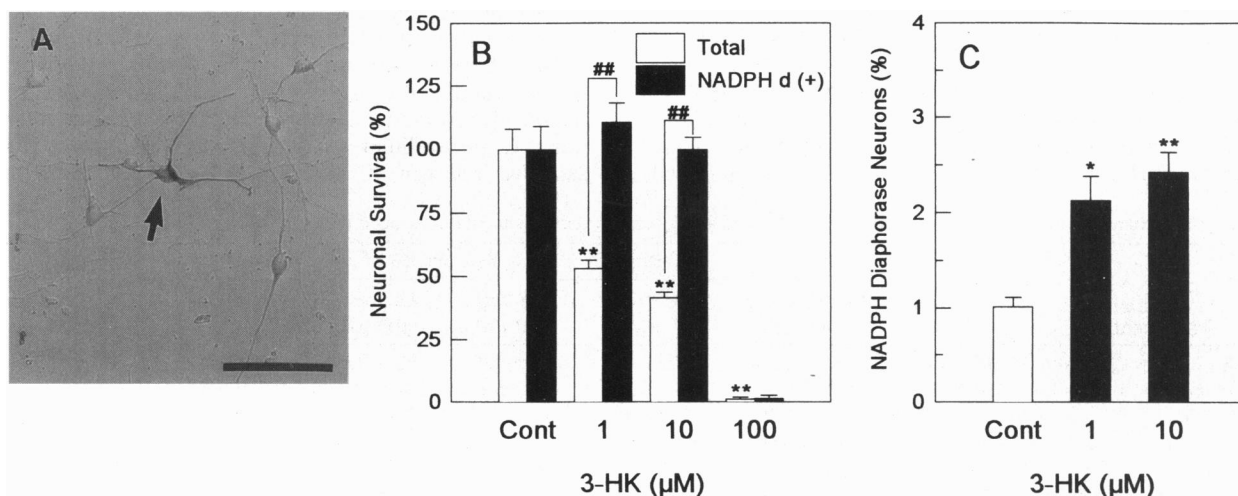 A
B
Neuronal Survival (%)
150
125
100
75
50
25
0
Total
NADPH d (+)
##
##
**
**
**
Cont 1 10 100
3-HK (µM)
C
NADPH Diaphorase Neurons (%)
4
3
2
1
0
*
**
Cont 1 10
3-HK (µM)